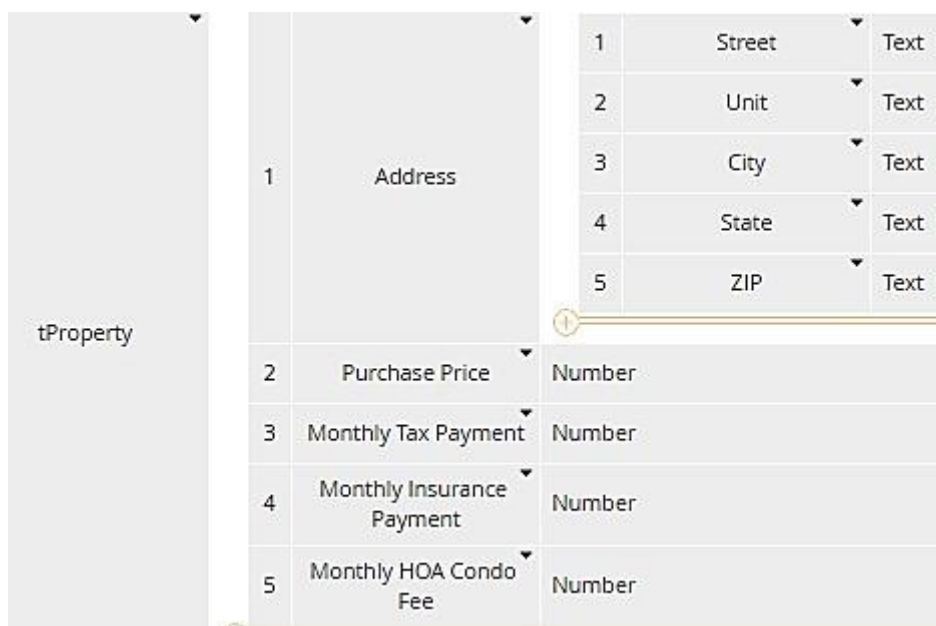 tProperty
1 Address
1 Street Text
2 Unit Text
3 City Text
4 State Text
5 ZIP Text
2 Purchase Price Number
3 Monthly Tax Payment Number
4 Monthly Insurance
Payment Number
5 Monthly HOA Condo
Fee Number